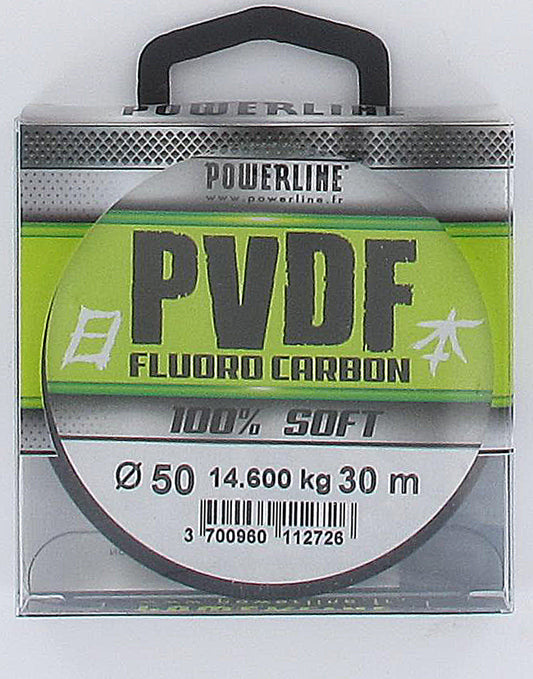 POWERLINE
POWERLINE
www.powerline.fr
PVDF
日 本
FLUORO CARBON
100% SOFT
Ø 50 14.600 kg 30 m
3 700960 112726